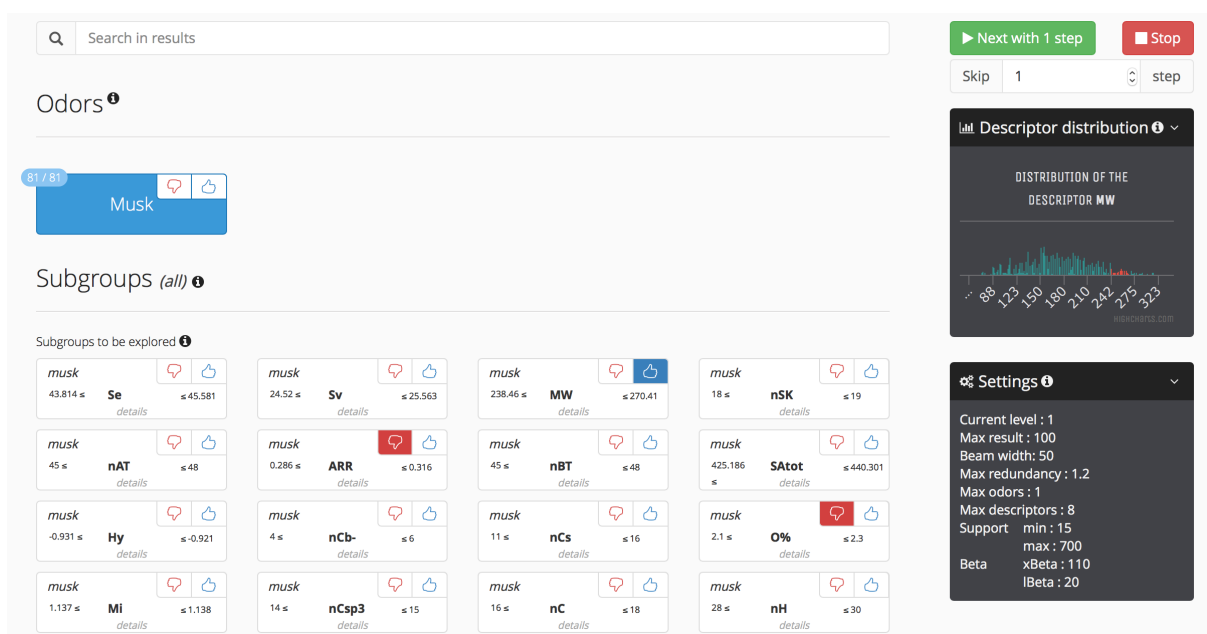 Search in results
Next with 1 step
Stop
Skip 1 step
Odors
81 / 81
Musk
Descriptor distribution
DISTRIBUTION OF THE
DESCRIPTOR MW
... 88 123 150 180 210 242 275 323
HIGHCHARTS.COM
Subgroups (all)
Subgroups to be explored
musk
43.814 ≤ Se ≤ 45.581
details
musk
24.52 ≤ Sv ≤ 25.563
details
musk
238.46 ≤ MW ≤ 270.41
details
musk
18 ≤ nSK ≤ 19
details
musk
45 ≤ nAT ≤ 48
details
musk
0.286 ≤ ARR ≤ 0.316
details
musk
45 ≤ nBT ≤ 48
details
musk
425.186 ≤ SAtot ≤ 440.301
details
musk
-0.931 ≤ Hy ≤ -0.921
details
musk
4 ≤ nCb- ≤ 6
details
musk
11 ≤ nCs ≤ 16
details
musk
2.1 ≤ O% ≤ 2.3
details
musk
1.137 ≤ Mi ≤ 1.138
details
musk
14 ≤ nCsp3 ≤ 15
details
musk
16 ≤ nC ≤ 18
details
musk
28 ≤ nH ≤ 30
details
Settings
Current level : 1
Max result : 100
Beam width: 50
Max redundancy : 1.2
Max odors : 1
Max descriptors : 8
Support min : 15
max : 700
Beta xBeta : 110
lBeta : 20